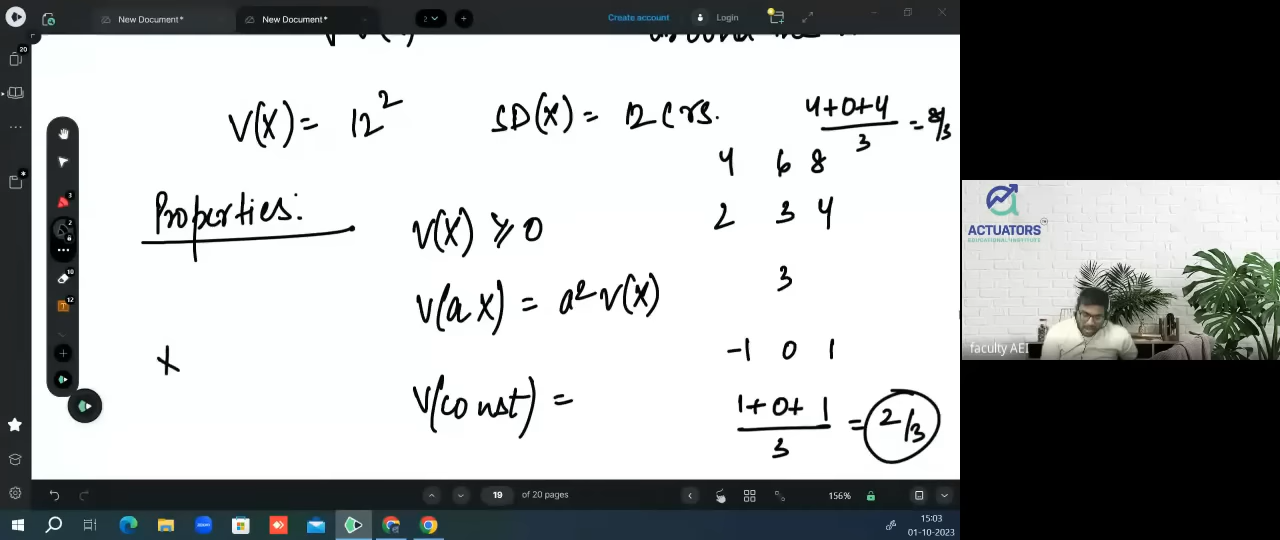 New Document*
New Document*
2
Create account
Login
V(X) = 12²
SD(X) = 12 Crs.
4+0+4
3
= 8/3
4 6 8
Properties:
V(X) ≥ 0
2 3 4
3
V(aX) = a² V(X)
-1 0 1
V(const) =
1+0+1
3
= 2/3
ACTUATORS
EDUCATIONAL INSTITUTE
faculty AEI
19 of 20 pages
156%
15:03
01-10-2023